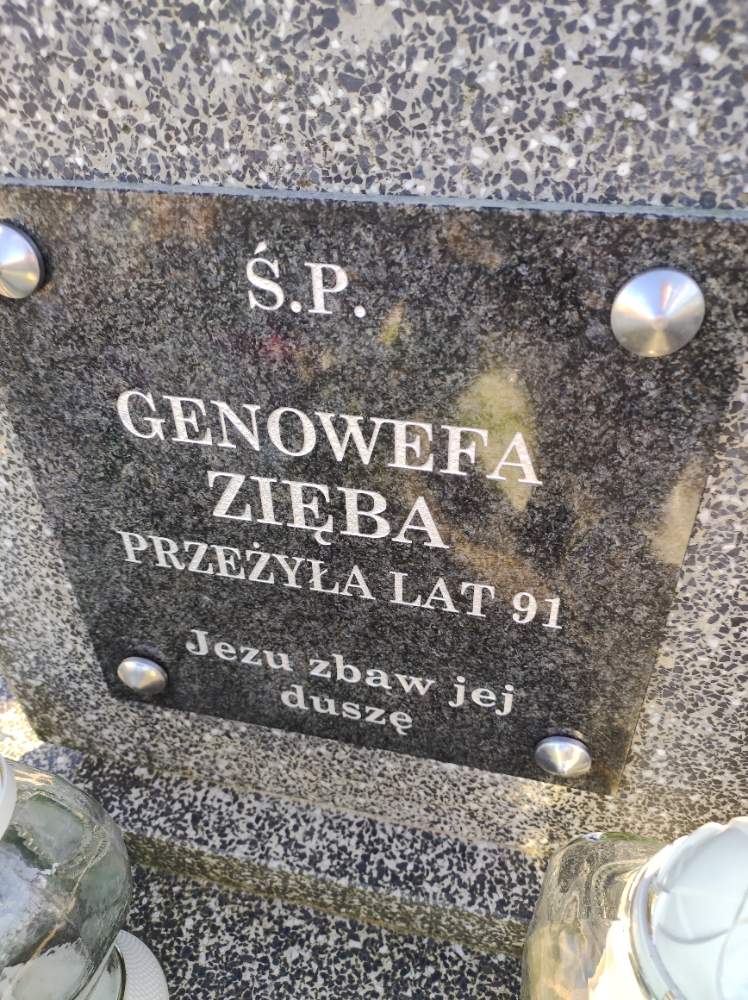 Ś.P.
GENOWEFA
ZIĘBA
PRZEŻYŁA LAT 91
Jezu zbaw jej
duszę